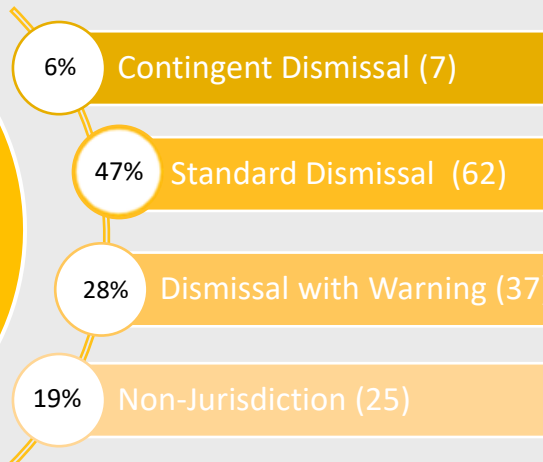 6% Contingent Dismissal (7)
47% Standard Dismissal (62)
28% Dismissal with Warning (37
19% Non-Jurisdiction (25)